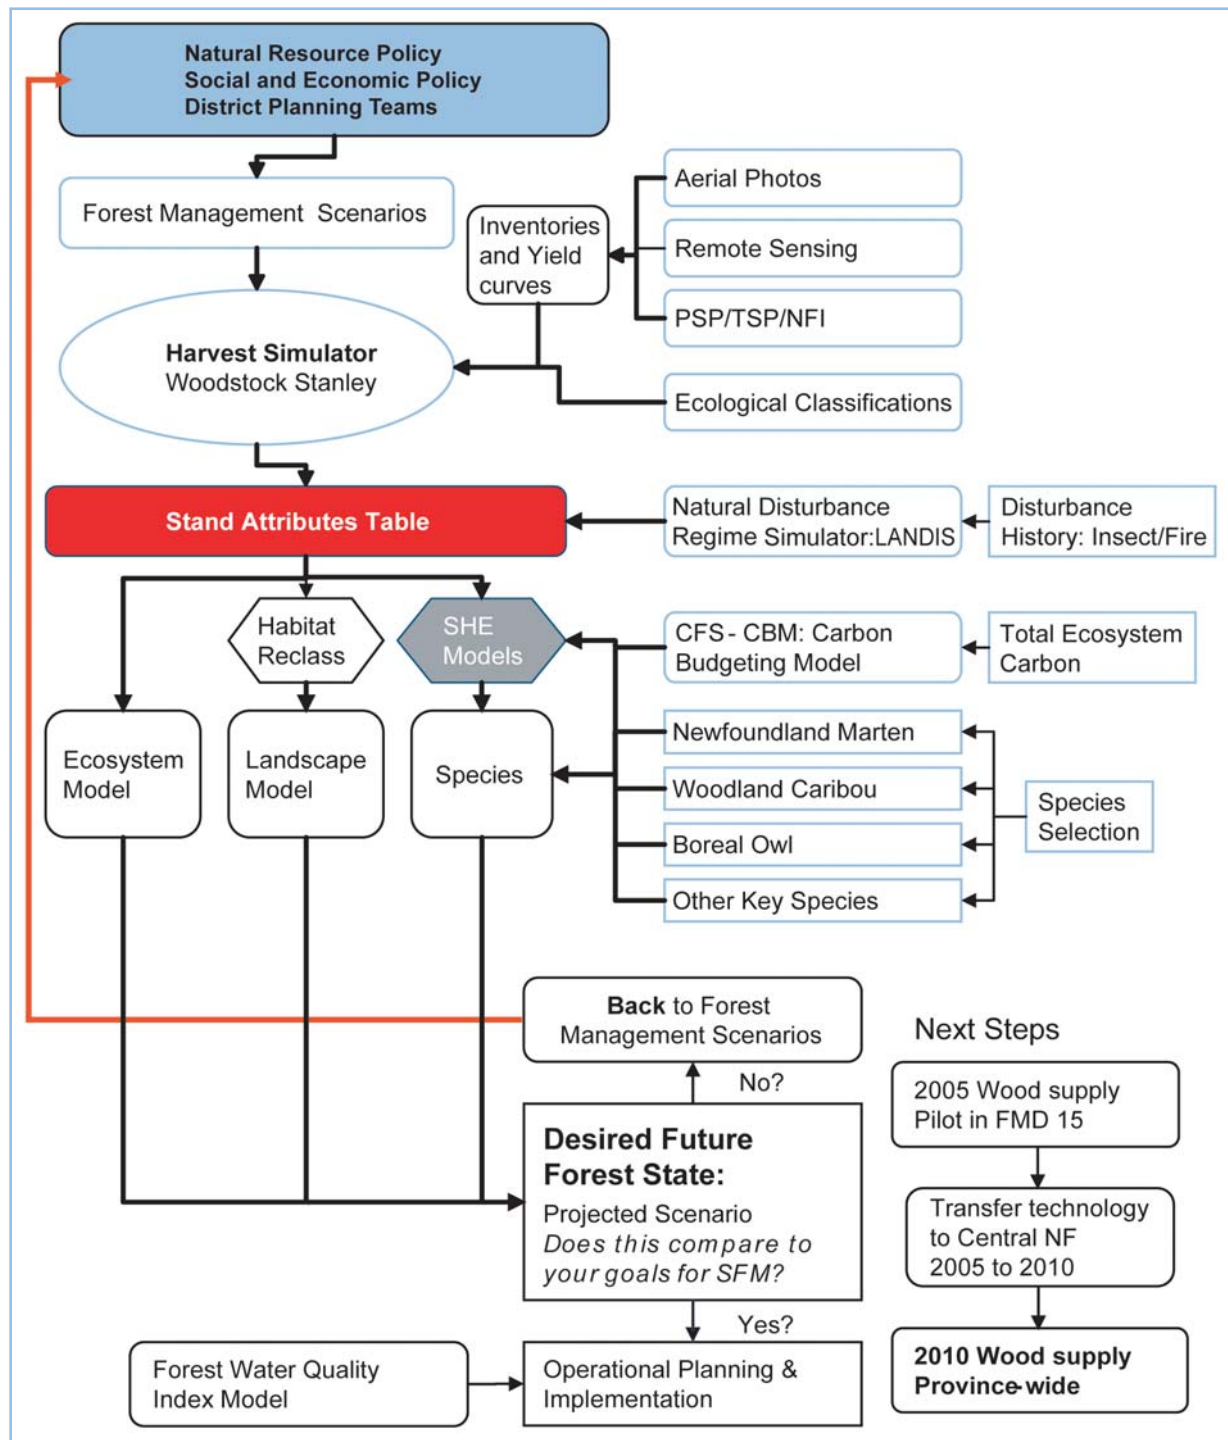 Natural Resource Policy
Social and Economic Policy
District Planning Teams
Forest Management Scenarios
Aerial Photos
Inventories
and Yield
curves
Remote Sensing
PSP/TSP/NFI
Harvest Simulator
Woodstock Stanley
Ecological Classifications
Stand Attributes Table
Natural Disturbance
Regime Simulator:LANDIS
Disturbance
History: Insect/Fire
Habitat
Reclass
SHE
Models
CFS - CBM: Carbon
Budgeting Model
Total Ecosystem
Carbon
Ecosystem
Model
Landscape
Model
Species
Newfoundland Marten
Woodland Caribou
Boreal Owl
Other Key Species
Species
Selection
Back to Forest
Management Scenarios
No?
Desired Future
Forest State:
Projected Scenario
Does this compare to
your goals for SFM?
Yes?
Forest Water Quality
Index Model
Operational Planning &
Implementation
Next Steps
2005 Wood supply
Pilot in FMD 15
Transfer technology
to Central NF
2005 to 2010
2010 Wood supply
Province-wide